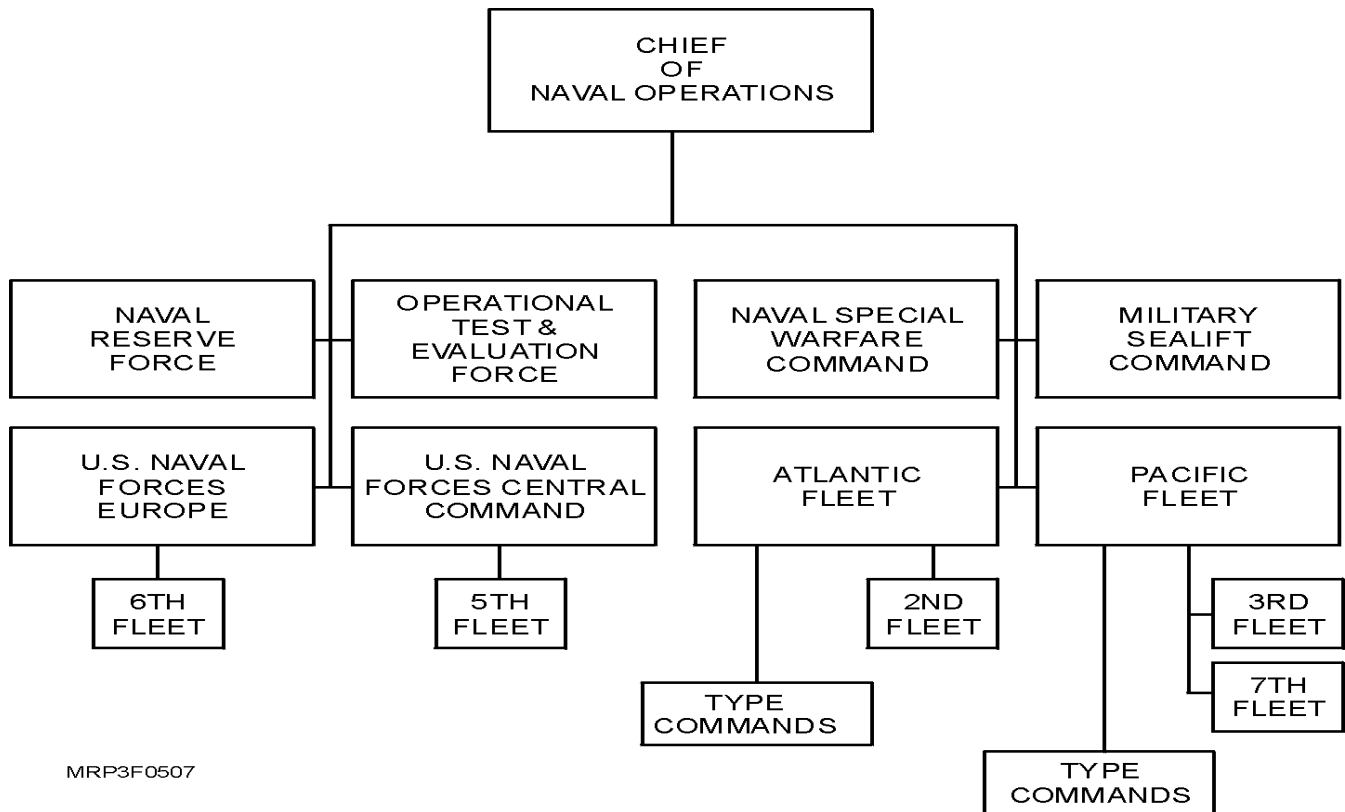 CHIEF
OF
NAVAL OPERATIONS
NAVAL
RESERVE
FORCE
OPERATIONAL
TEST &
EVALUATION
FORCE
NAVAL SPECIAL
WARFARE
COMMAND
MILITARY
SEALIFT
COMMAND
U.S. NAVAL
FORCES
EUROPE
U.S. NAVAL
FORCES CENTRAL
COMMAND
ATLANTIC
FLEET
PACIFIC
FLEET
6TH
FLEET
5TH
FLEET
2ND
FLEET
3RD
FLEET
7TH
FLEET
TYPE
COMMANDS
TYPE
COMMANDS
MRP3F0507